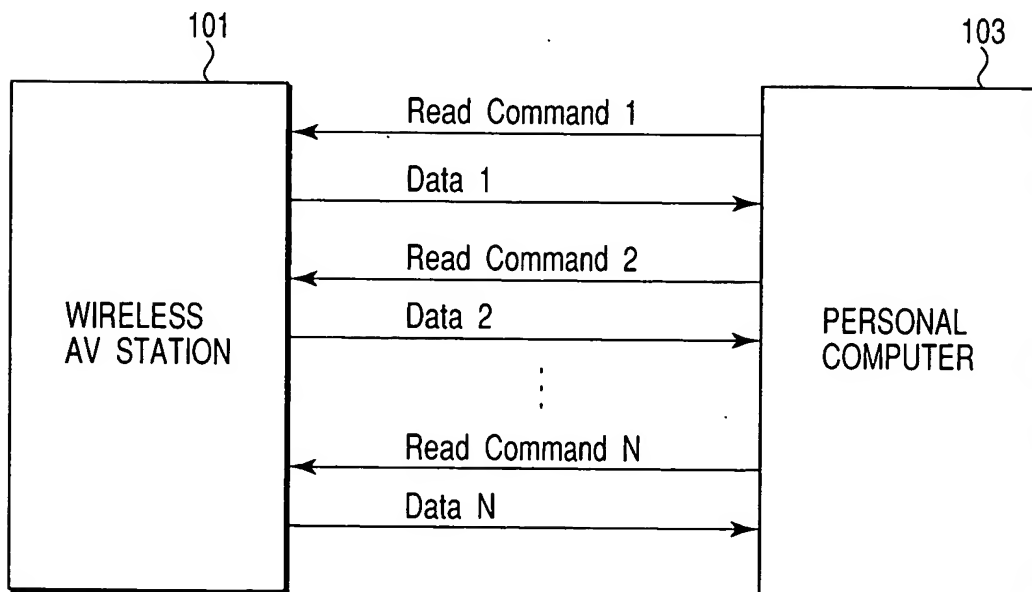 101
103
Read Command 1
Data 1
Read Command 2
Data 2
WIRELESS
AV STATION
PERSONAL
COMPUTER
Read Command N
Data N